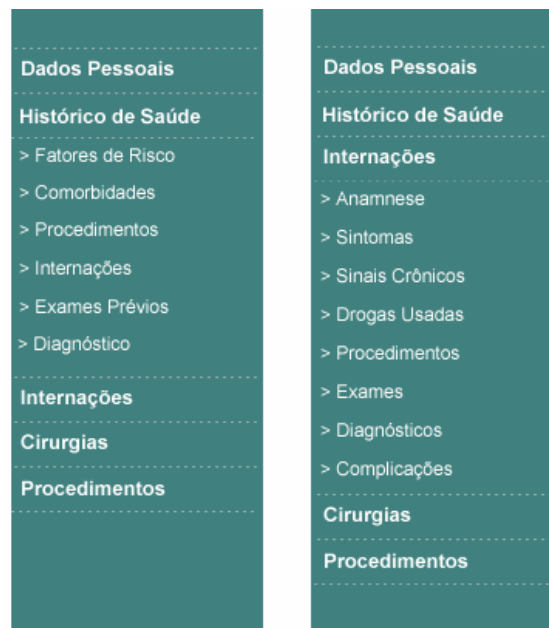 Dados Pessoais
Histórico de Saúde
> Fatores de Risco
> Comorbidades
> Procedimentos
> Internações
> Exames Prévios
> Diagnóstico
Internações
Cirurgias
Procedimentos
Dados Pessoais
Histórico de Saúde
Internações
> Anamnese
> Sintomas
> Sinais Crônicos
> Drogas Usadas
> Procedimentos
> Exames
> Diagnósticos
> Complicações
Cirurgias
Procedimentos